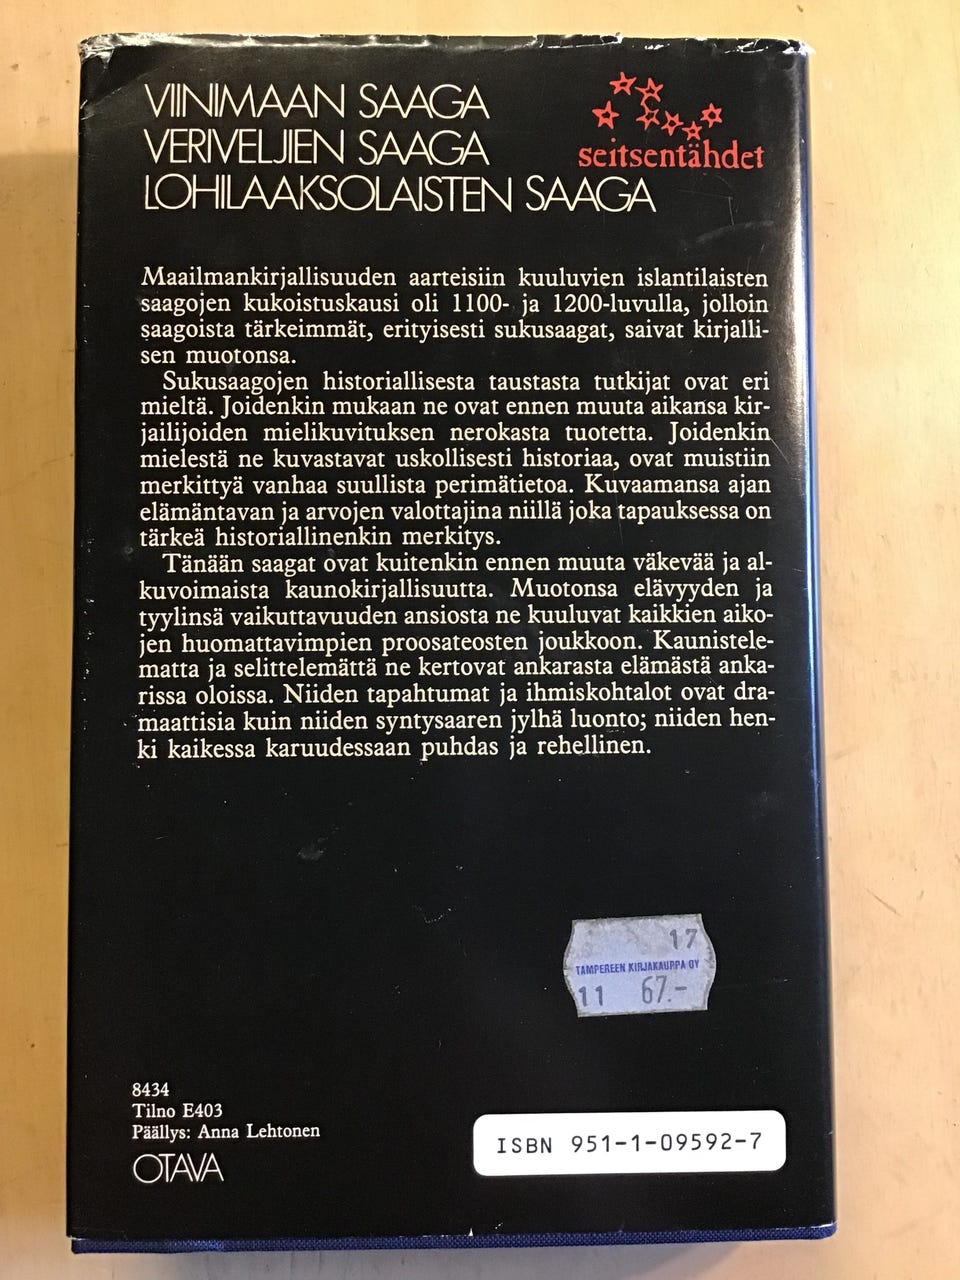 VIINIMAAN SAAGA
VERIVELJIEN SAAGA
LOHILAAKSOLAISTEN SAAGA
seitsentähdet
Maailmankirjallisuuden aarteisiin kuuluvien islantilaisten
saagojen kukoistuskausi oli 1100- ja 1200-luvulla, jolloin
saagoista tärkeimmät, erityisesti sukusaagat, saivat kirjalli-
sen muotonsa.
Sukusaagojen historiallisesta taustasta tutkijat ovat eri
mieltä. Joidenkin mukaan ne ovat ennen muuta aikansa kir-
jailijoiden mielikuvituksen nerokasta tuotetta. Joidenkin
mielestä ne kuvastavat uskollisesti historiaa, ovat muistiin
merkittyä vanhaa suullista perimätietoa. Kuvaamansa ajan
elämäntavan ja arvojen valottajina niillä joka tapauksessa on
tärkeä historiallinenkin merkitys.
Tänään saagat ovat kuitenkin ennen muuta väkevää ja al-
kuvoimaista kaunokirjallisuutta. Muotonsa elävyyden ja
tyylinsä vaikuttavuuden ansiosta ne kuuluvat kaikkien aiko-
jen huomattavimpien proosateosten joukkoon. Kaunistele-
matta ja selittelemättä ne kertovat ankarasta elämästä anka-
rissa oloissa. Niiden tapahtumat ja ihmiskohtalot ovat dra-
maattisia kuin niiden syntysaaren jylhä luonto; niiden hen-
ki kaikessa karuudessaan puhdas ja rehellinen.
17
TAMPEREEN KIRJAKAUPPA OY
11 67.-
8434
Tilno E403
Päällys: Anna Lehtonen
OTAVA
ISBN 951-1-09592-7